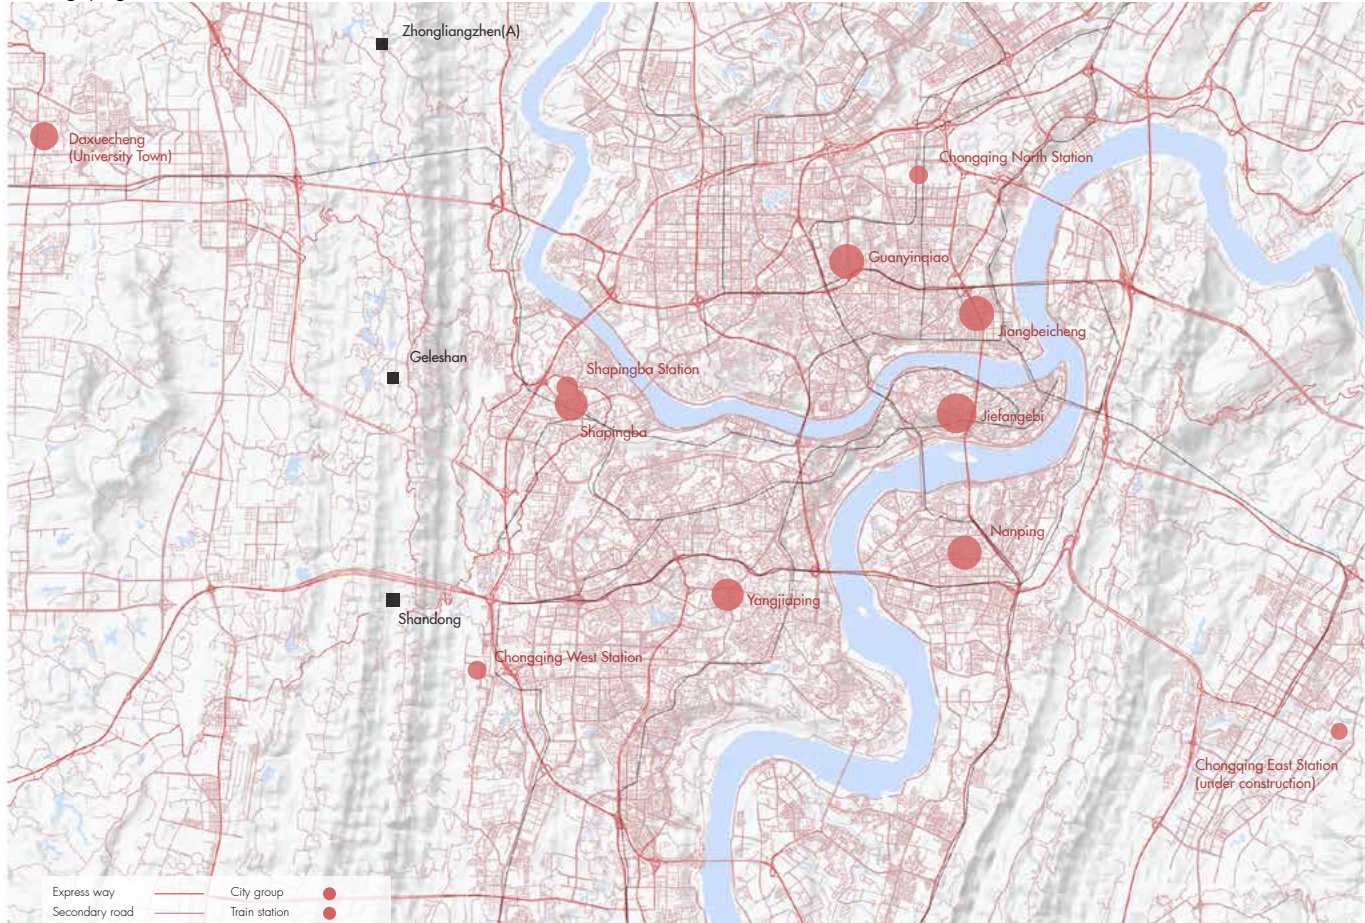 Zhongliangzhen(A)
Daxuecheng
(University Town)
Chongqing North Station
Guanyinqiao
Jiangbeicheng
Geleshan
Shapingba Station
Jiefangebi
Shapingba
Nanping
Yangjiaping
Shandong
Chongqing West Station
Chongqing East Station
(under construction)
Express way
City group
Secondary road
Train station